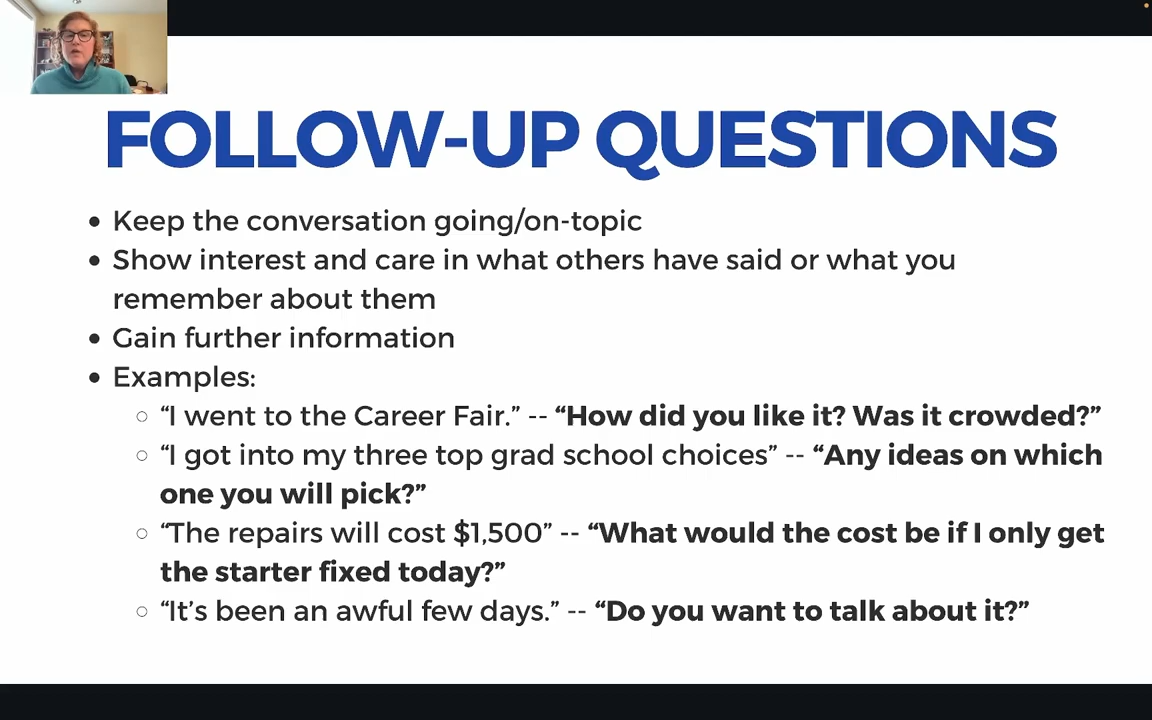 FOLLOW-UP QUESTIONS
• Keep the conversation going/on-topic
• Show interest and care in what others have said or what you
remember about them
• Gain further information
• Examples:
○ “I went to the Career Fair.” -- “How did you like it? Was it crowded?”
○ “I got into my three top grad school choices” -- “Any ideas on which
one you will pick?”
○ “The repairs will cost $1,500” -- “What would the cost be if I only get
the starter fixed today?”
○ “It’s been an awful few days.” -- “Do you want to talk about it?”